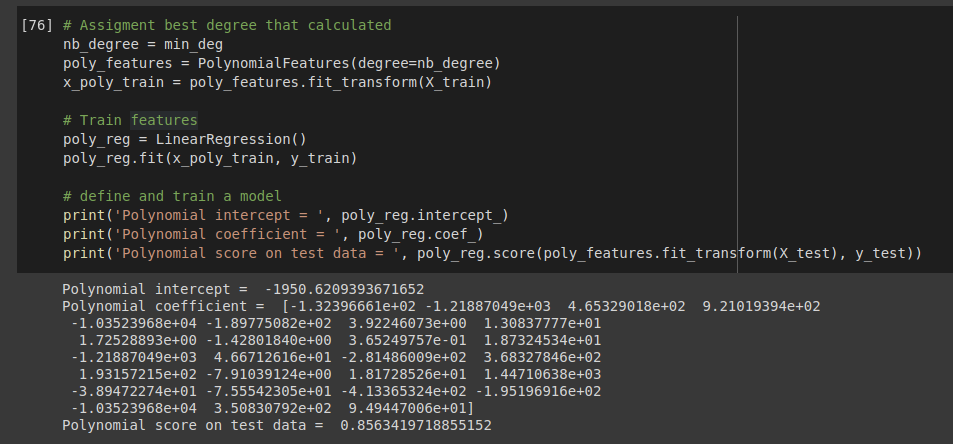 [76] # Assigment best degree that calculated
nb_degree = min_deg
poly_features = PolynomialFeatures(degree=nb_degree)
x_poly_train = poly_features.fit_transform(X_train)
# Train features
poly_reg = LinearRegression()
poly_reg.fit(x_poly_train, y_train)
# define and train a model
print('Polynomial intercept = ', poly_reg.intercept_)
print('Polynomial coefficient = ', poly_reg.coef_)
print('Polynomial score on test data = ', poly_reg.score(poly_features.fit_transform(X_test), y_test))
Polynomial intercept =  -1950.6209393671652
Polynomial coefficient =  [-1.32396661e+02 -1.21887049e+03  4.65329018e+02  9.21019394e+02
 -1.03523968e+04 -1.89775082e+02  3.92246073e+00  1.30837777e+01
  1.72528893e+00 -1.42801840e+00  3.65249757e-01  1.87324534e+01
 -1.21887049e+03  4.66712616e+01 -2.81486009e+02  3.68327846e+02
  1.93157215e+02 -7.91039124e+00  1.81728526e+01  1.44710638e+03
 -3.89472274e+01 -7.55542305e+01 -4.13365324e+02 -1.95196916e+02
 -1.03523968e+04  3.50830792e+02  9.49447006e+01]
Polynomial score on test data =  0.8563419718855152